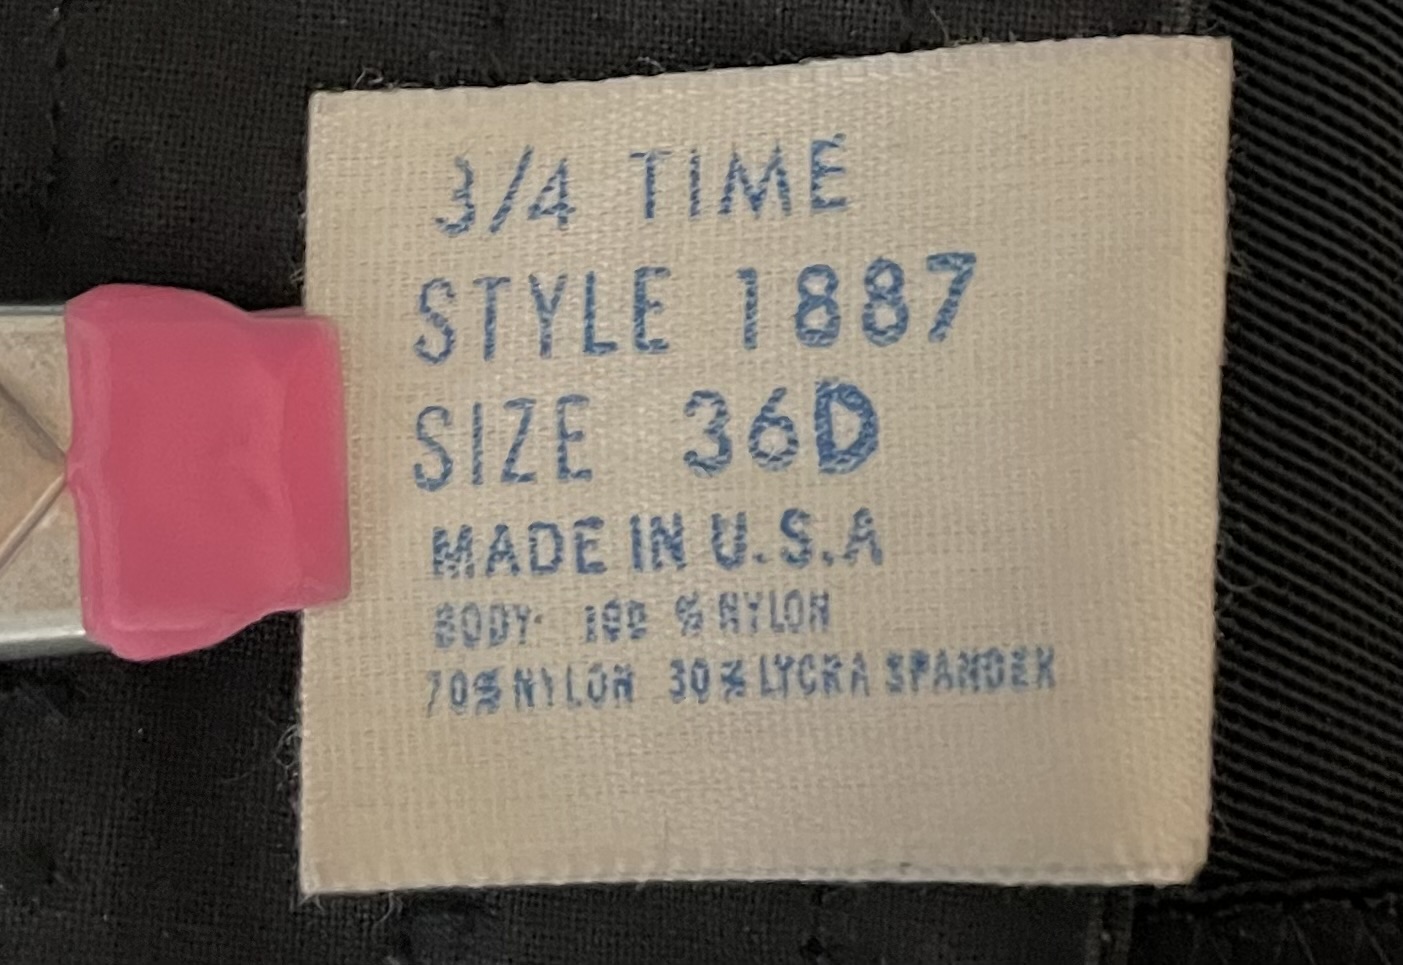 3/4 TIME
STYLE 1887
SIZE 36D
MADE IN U.S.A
BODY: 100 % NYLON
70% NYLON 30% LYCRA SPANDEX